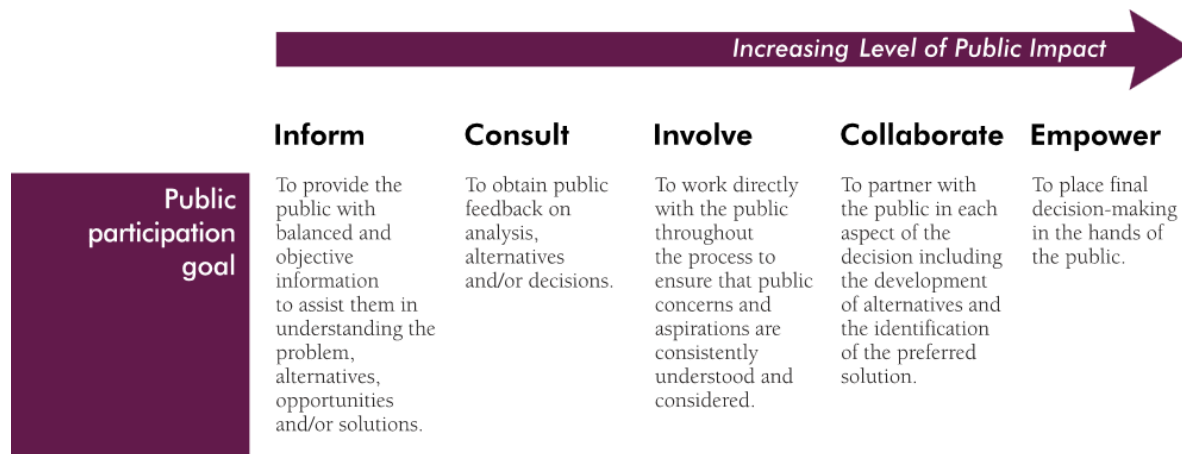 Increasing Level of Public Impact
Inform
Consult
Involve
Collaborate
Empower
Public
participation
goal
To provide the
public with
balanced and
objective
information
to assist them in
understanding the
problem,
alternatives,
opportunities
and/or solutions.
To obtain public
feedback on
analysis,
alternatives
and/or decisions.
To work directly
with the public
throughout
the process to
ensure that public
concerns and
aspirations are
consistently
understood and
considered.
To partner with
the public in each
aspect of the
decision including
the development
of alternatives and
the identification
of the preferred
solution.
To place final
decision-making
in the hands of
the public.